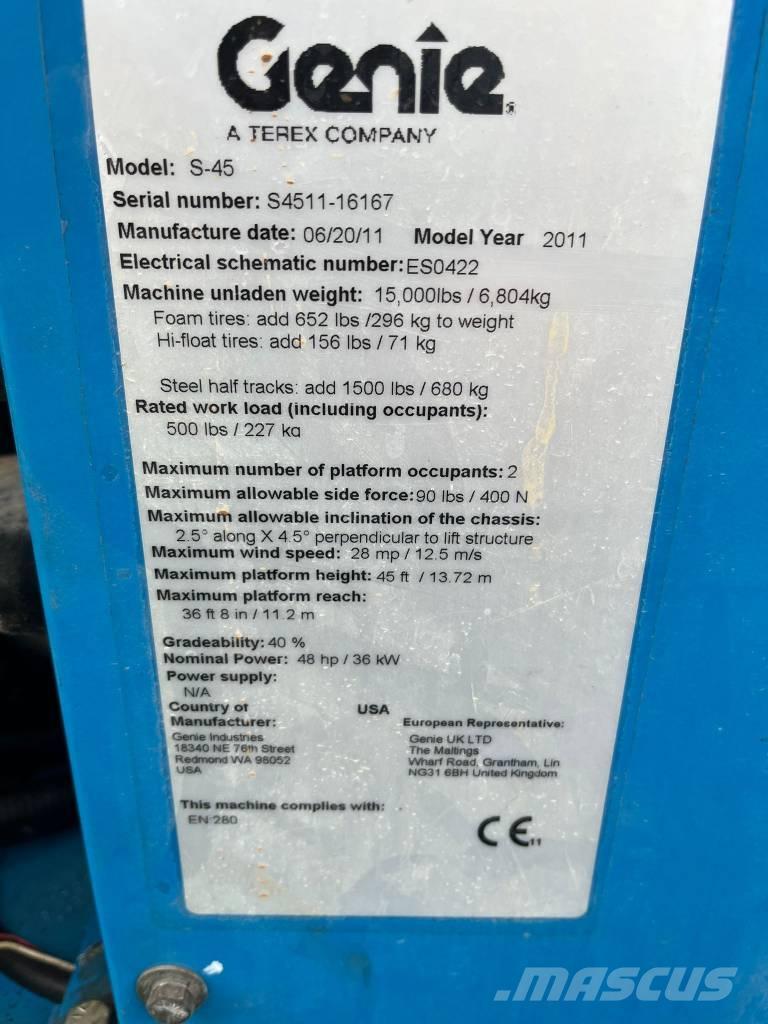 Genie
A TEREX COMPANY
Model: S-45
Serial number: S4511-16167
Manufacture date: 06/20/11 Model Year 2011
Electrical schematic number: ES0422
Machine unladen weight: 15,000lbs / 6,804kg
Foam tires: add 652 lbs /296 kg to weight
Hi-float tires: add 156 lbs / 71 kg
Steel half tracks: add 1500 lbs / 680 kg
Rated work load (including occupants):
500 lbs / 227 kg
Maximum number of platform occupants: 2
Maximum allowable side force: 90 lbs / 400 N
Maximum allowable inclination of the chassis:
2.5° along X 4.5° perpendicular to lift structure
Maximum wind speed: 28 mp / 12.5 m/s
Maximum platform height: 45 ft / 13.72 m
Maximum platform reach:
36 ft 8 in / 11.2 m
Gradeability: 40 %
Nominal Power: 48 hp / 36 kW
Power supply:
N/A
Country of USA
Manufacturer:
Genie Industries
18340 NE 76th Street
Redmond WA 98052
USA
European Representative:
Genie UK LTD
The Maltings
Wharf Road, Grantham, Lin
NG31 6BH United Kingdom
This machine complies with:
EN 280
CE 11
MASCUS